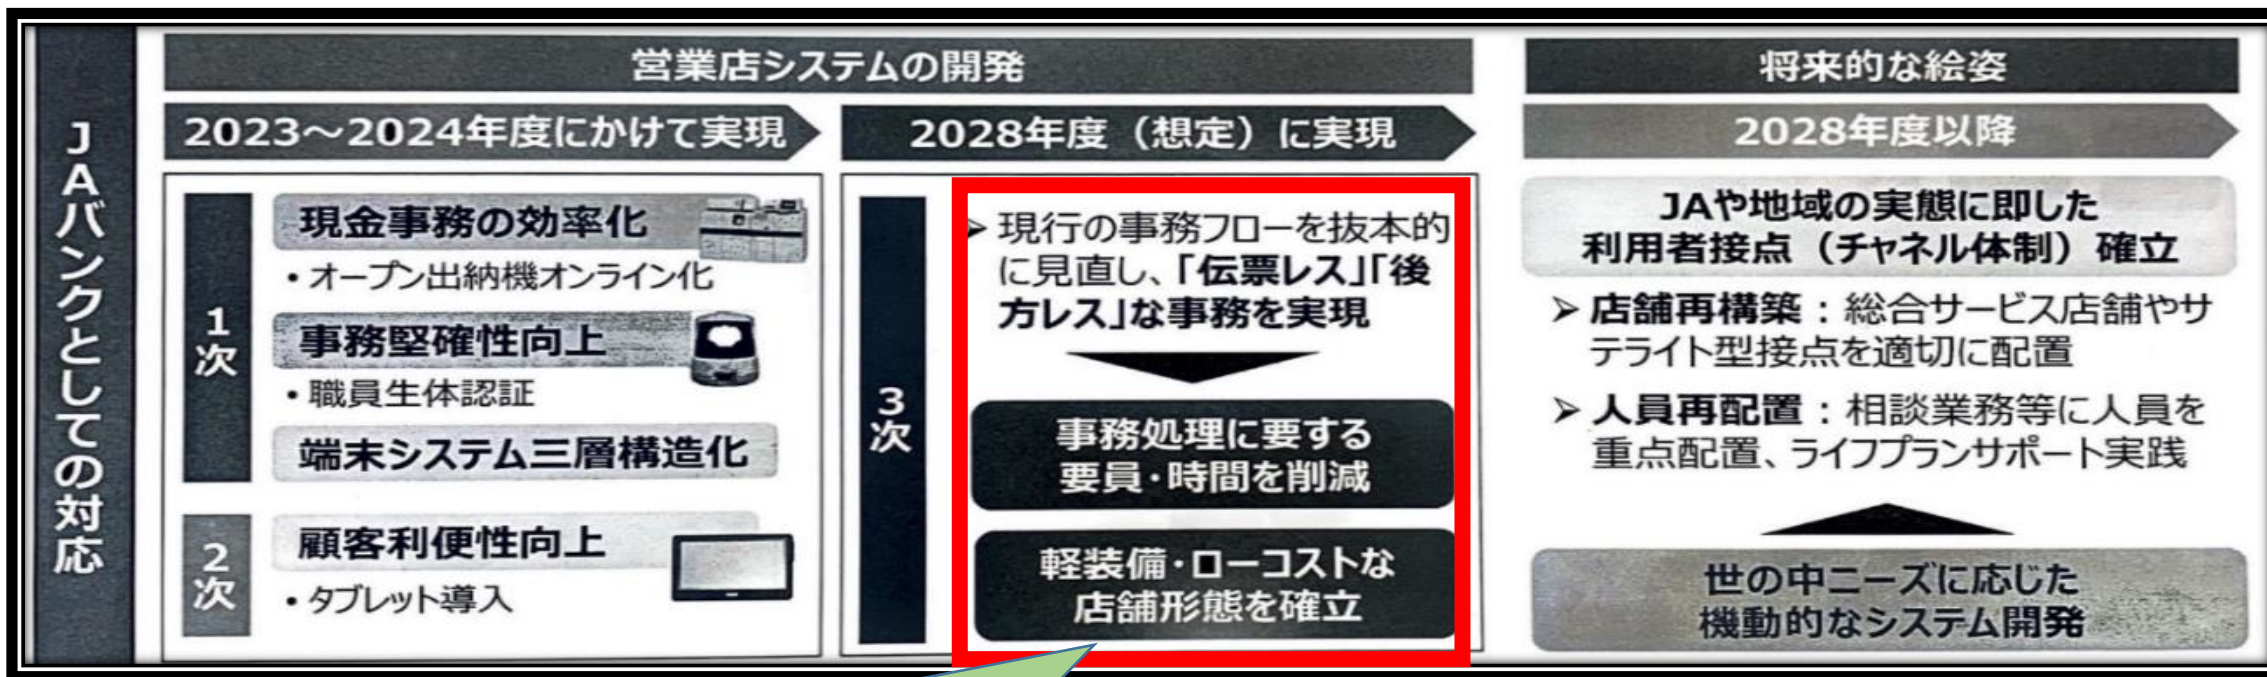 JAバンクとしての対応
営業店システムの開発
2023～2024年度にかけて実現
1次
現金事務の効率化
・オープン出納機オンライン化
事務堅確性向上
・職員生体認証
端末システム三層構造化
2次
顧客利便性向上
・タブレット導入
2028年度（想定）に実現
3次
➢現行の事務フローを抜本的
に見直し、「伝票レス」「後
方レス」な事務を実現
事務処理に要する
要員・時間を削減
軽装備・ローコストな
店舗形態を確立
将来的な絵姿
2028年度以降
JAや地域の実態に即した
利用者接点（チャネル体制）確立
➢店舗再構築：総合サービス店舗やサ
テライト型接点を適切に配置
➢人員再配置：相談業務等に人員を
重点配置、ライフプランサポート実践
世の中ニーズに応じた
機動的なシステム開発